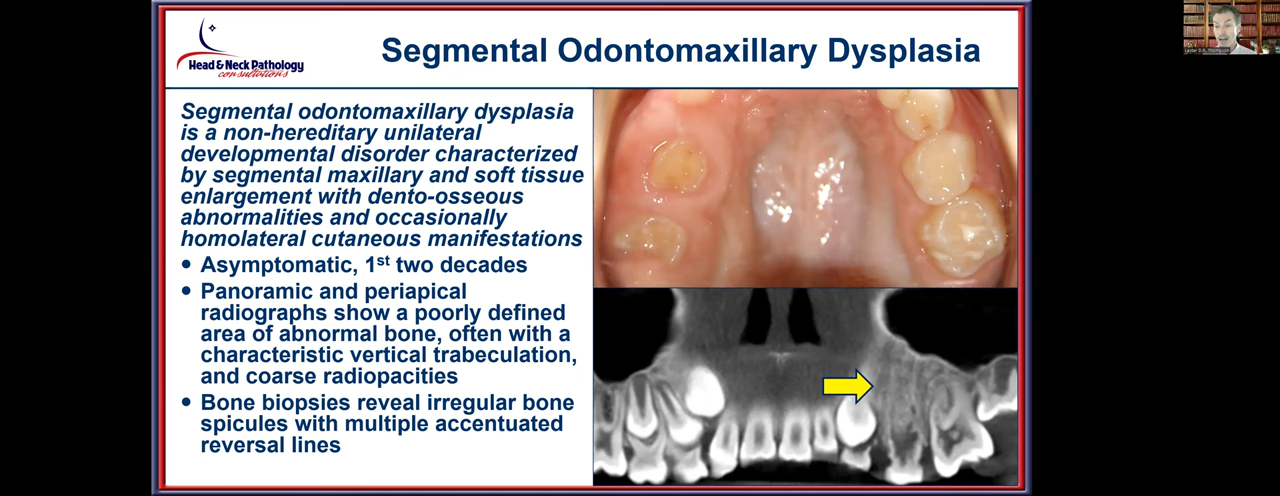 Head & Neck Pathology
consultations
Segmental Odontomaxillary Dysplasia
Segmental odontomaxillary dysplasia
is a non-hereditary unilateral
developmental disorder characterized
by segmental maxillary and soft tissue
enlargement with dento-osseous
abnormalities and occasionally
homolateral cutaneous manifestations
• Asymptomatic, 1st two decades
• Panoramic and periapical
radiographs show a poorly defined
area of abnormal bone, often with a
characteristic vertical trabeculation,
and coarse radiopacities
• Bone biopsies reveal irregular bone
spicules with multiple accentuated
reversal lines
Lester D.R. Thompson